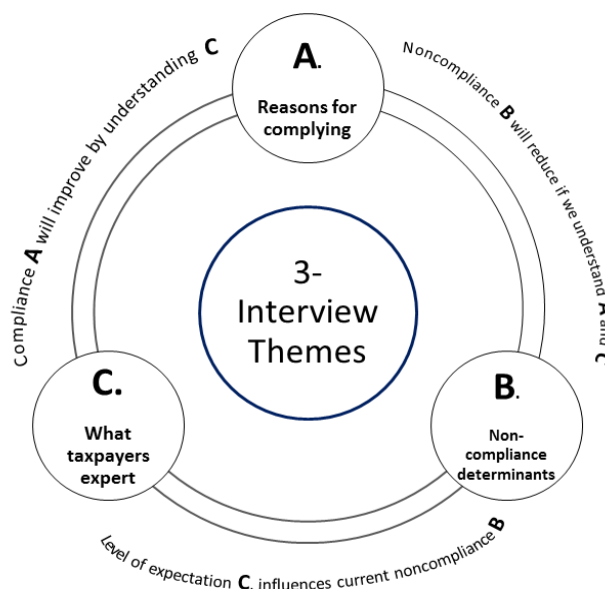 A.
Reasons for
complying
Noncompliance B will reduce if we understand A and C
Compliance A will improve by understanding C
3-
Interview
Themes
C.
What
taxpayers
expert
B.
Non-
compliance
determinants
Level of expectation C. influences current noncompliance B